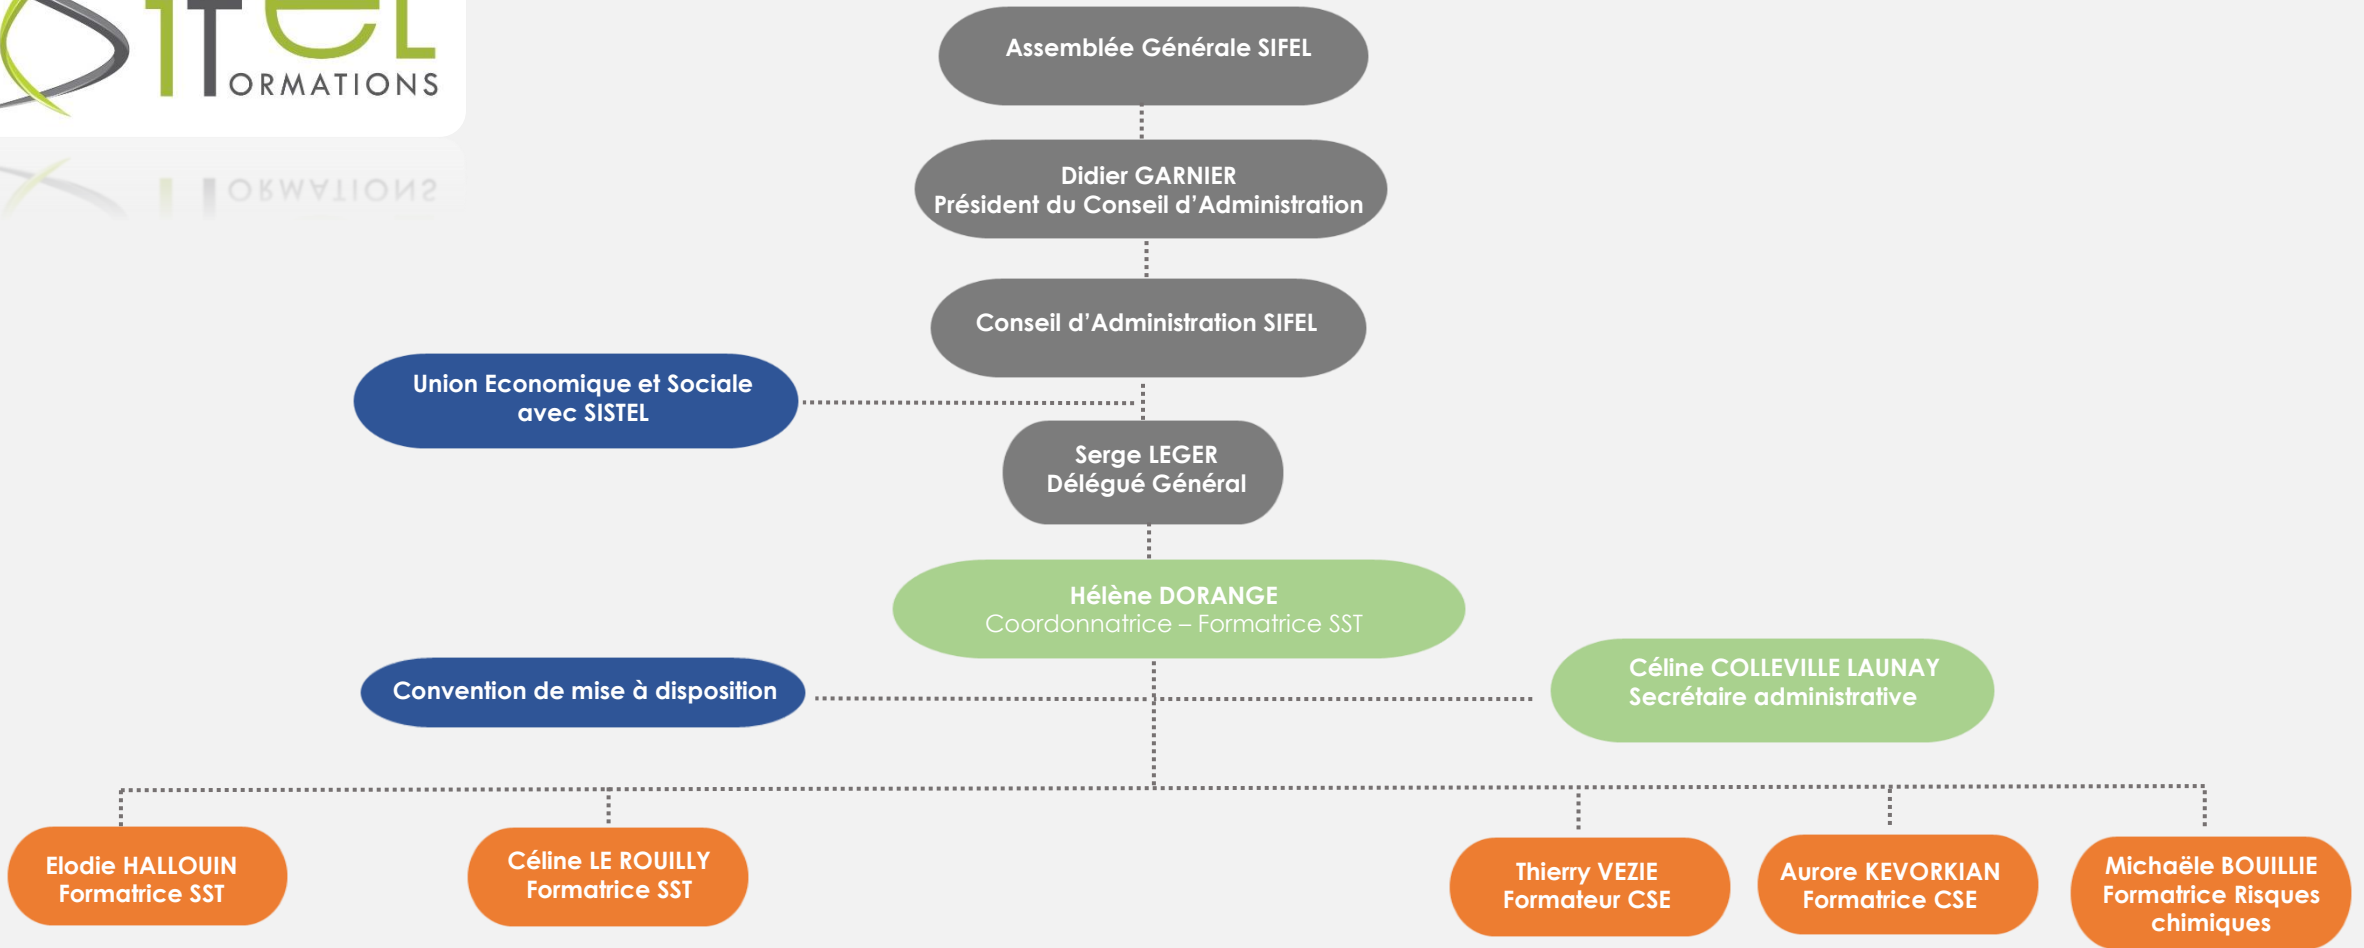 ORMATIONS
Assemblée Générale SIFEL
Didier GARNIER
Président du Conseil d’Administration
Conseil d’Administration SIFEL
Union Economique et Sociale
avec SISTEL
Serge LEGER
Délégué Général
Hélène DORANGE
Coordonnatrice – Formatrice SST
Convention de mise à disposition
Céline COLLEVILLE LAUNAY
Secrétaire administrative
Elodie HALLOUIN
Formatrice SST
Céline LE ROUILLY
Formatrice SST
Thierry VEZIE
Formateur CSE
Aurore KEVORKIAN
Formatrice CSE
Michaële BOUILLIE
Formatrice Risques
chimiques